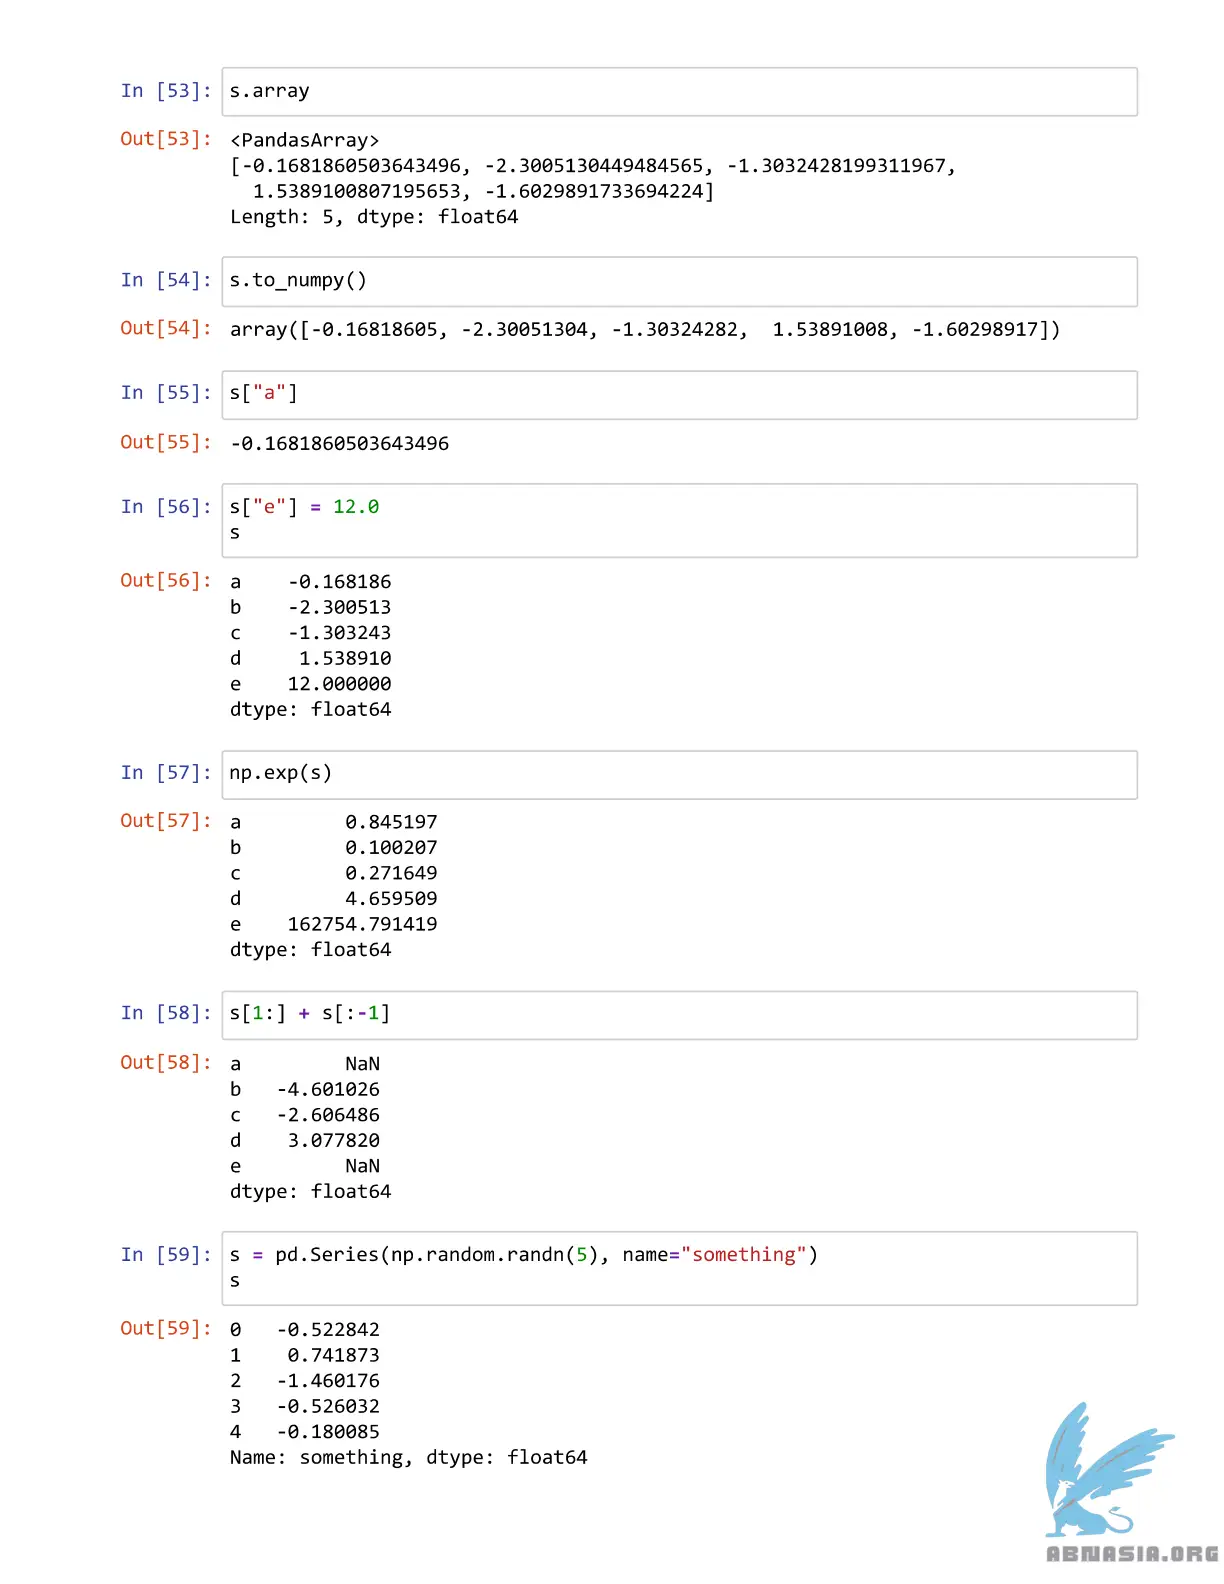 In [53]: s.array
Out[53]: <PandasArray>
[-0.1681860503643496, -2.3005130449484565, -1.3032428199311967,
  1.5389100807195653, -1.6029891733694224]
Length: 5, dtype: float64
In [54]: s.to_numpy()
Out[54]: array([-0.16818605, -2.30051304, -1.30324282,  1.53891008, -1.60298917])
In [55]: s["a"]
Out[55]: -0.1681860503643496
In [56]: s["e"] = 12.0
s
Out[56]: a    -0.168186
b    -2.300513
c    -1.303243
d     1.538910
e    12.000000
dtype: float64
In [57]: np.exp(s)
Out[57]: a         0.845197
b         0.100207
c         0.271649
d         4.659509
e    162754.791419
dtype: float64
In [58]: s[1:] + s[:-1]
Out[58]: a         NaN
b   -4.601026
c   -2.606486
d    3.077820
e         NaN
dtype: float64
In [59]: s = pd.Series(np.random.randn(5), name="something")
s
Out[59]: 0   -0.522842
1    0.741873
2   -1.460176
3   -0.526032
4   -0.180085
Name: something, dtype: float64
ABNASIA.ORG